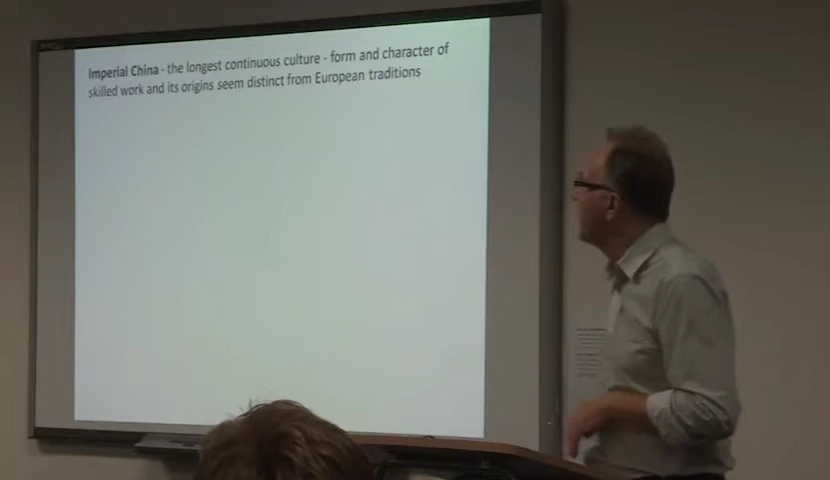 Imperial China - the longest continuous culture - form and character of
skilled work and its origins seem distinct from European traditions